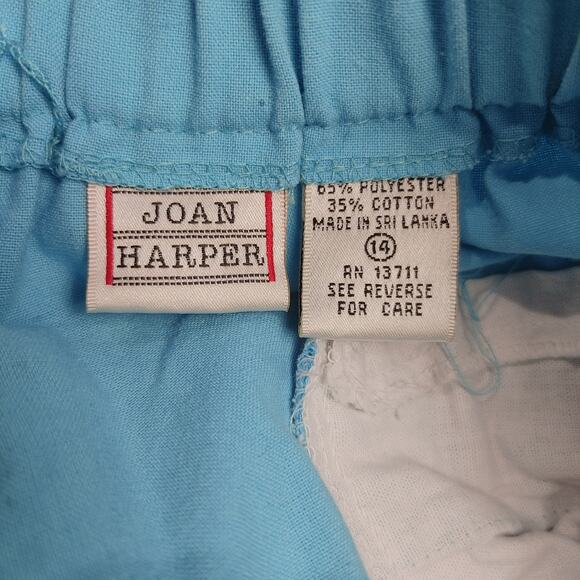 JOAN
HARPER
65% POLYESTER
35% COTTON
MADE IN SRI LANKA
14
RN 13711
SEE REVERSE
FOR CARE